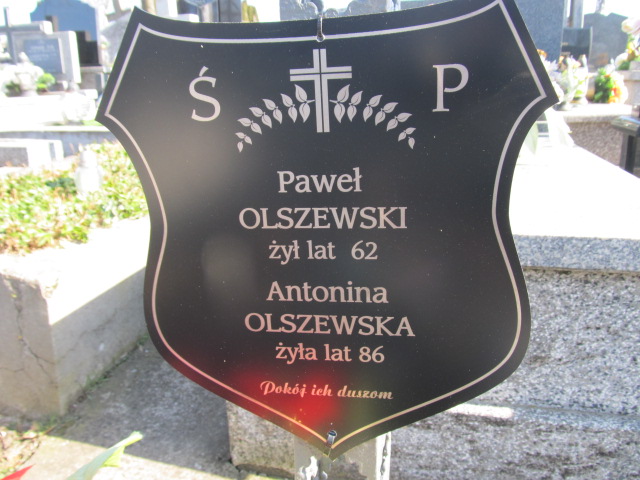 Ś P
Paweł
OLSZEWSKI
żył lat 62
Antonina
OLSZEWSKA
żyła lat 86
Pokój ich duszom